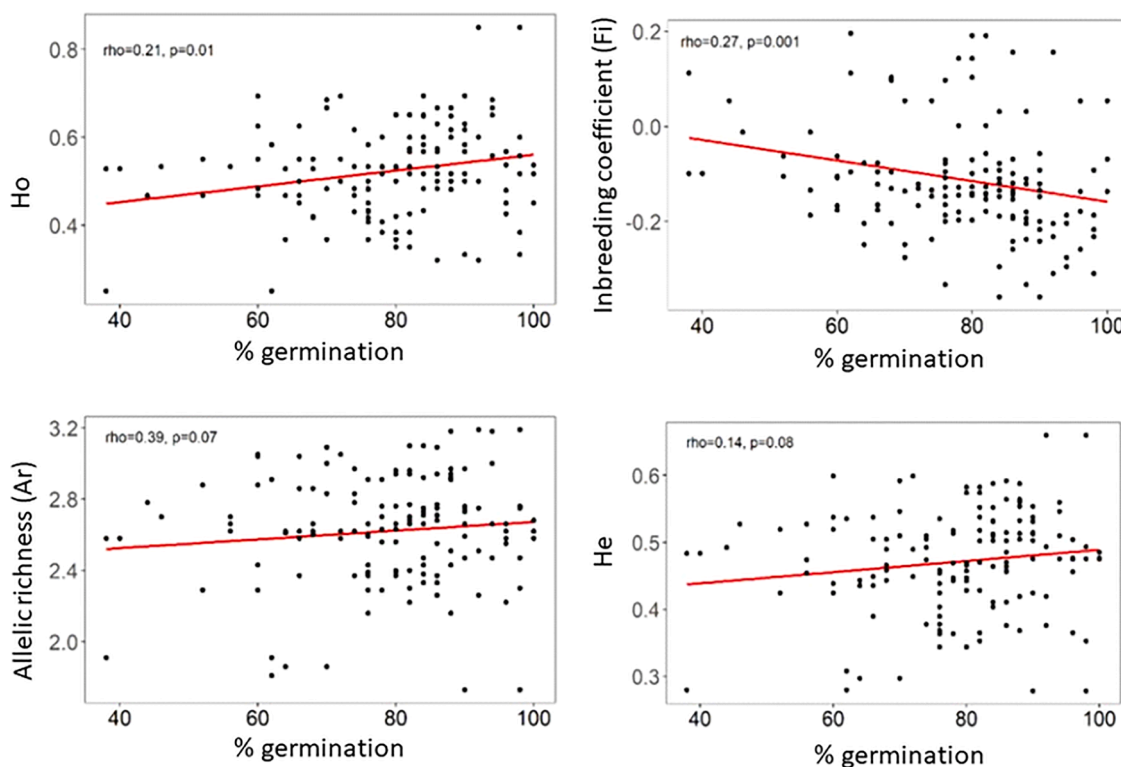 rho=0.21, p=0.01
Ho
0.8
0.6
0.4
40 60 80 100
% germination
rho=0.27, p=0.001
Inbreeding coefficient (Fi)
0.2
0.0
-0.2
40 60 80 100
% germination
rho=0.39, p=0.07
Allelic richness (Ar)
3.2
2.8
2.4
2.0
40 60 80 100
% germination
rho=0.14, p=0.08
He
0.6
0.5
0.4
0.3
40 60 80 100
% germination